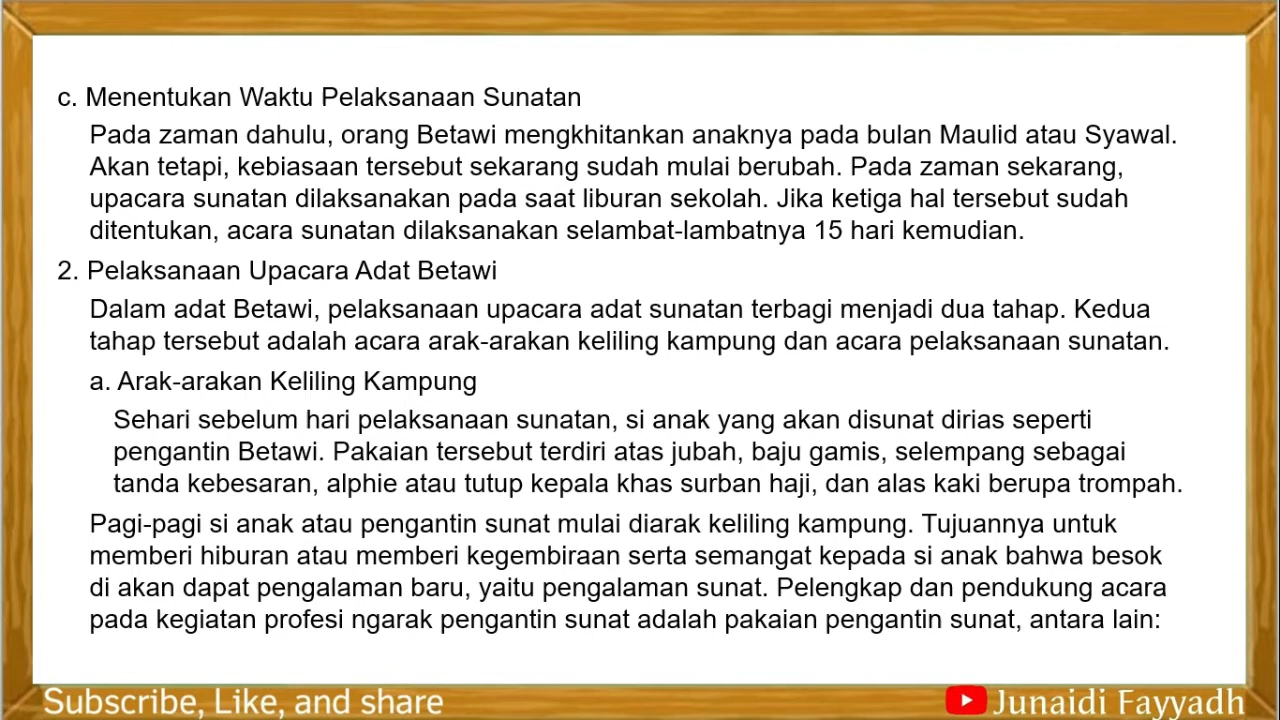 c. Menentukan Waktu Pelaksanaan Sunatan
Pada zaman dahulu, orang Betawi mengkhitankan anaknya pada bulan Maulid atau Syawal.
Akan tetapi, kebiasaan tersebut sekarang sudah mulai berubah. Pada zaman sekarang,
upacara sunatan dilaksanakan pada saat liburan sekolah. Jika ketiga hal tersebut sudah
ditentukan, acara sunatan dilaksanakan selambat-lambatnya 15 hari kemudian.
2. Pelaksanaan Upacara Adat Betawi
Dalam adat Betawi, pelaksanaan upacara adat sunatan terbagi menjadi dua tahap. Kedua
tahap tersebut adalah acara arak-arakan keliling kampung dan acara pelaksanaan sunatan.
a. Arak-arakan Keliling Kampung
Sehari sebelum hari pelaksanaan sunatan, si anak yang akan disunat dirias seperti
pengantin Betawi. Pakaian tersebut terdiri atas jubah, baju gamis, selempang sebagai
tanda kebesaran, alphie atau tutup kepala khas surban haji, dan alas kaki berupa trompah.
Pagi-pagi si anak atau pengantin sunat mulai diarak keliling kampung. Tujuannya untuk
memberi hiburan atau memberi kegembiraan serta semangat kepada si anak bahwa besok
di akan dapat pengalaman baru, yaitu pengalaman sunat. Pelengkap dan pendukung acara
pada kegiatan profesi ngarak pengantin sunat adalah pakaian pengantin sunat, antara lain:
Subscribe, Like, and share
Junaidi Fayyadh